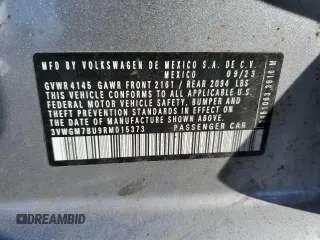 MFD. BY VOLKSWAGEN DE MEXICO S.A. DE C.V.
MEXICO 09/23
GVWR 4145 GAWR FRONT 2161 / REAR 2094 LBS
THIS VEHICLE CONFORMS TO ALL APPLICABLE
FEDERAL MOTOR VEHICLE SAFETY, BUMPER AND
THEFT PREVENTION STANDARDS IN EFFECT ON
THE DATE OF MANUFACTURE SHOWN ABOVE.
3VWGM7BU9RM015373 PASSENGER CAR
DREAMBID